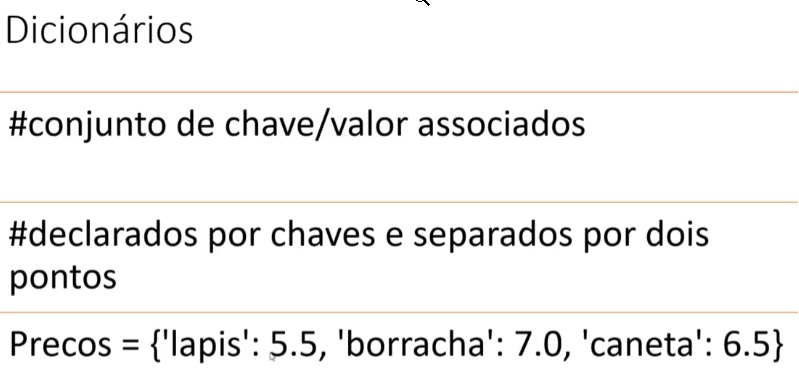 Dicionários
#conjunto de chave/valor associados
#declarados por chaves e separados por dois
pontos
Precos = {'lapis': 5.5, 'borracha': 7.0, 'caneta': 6.5}